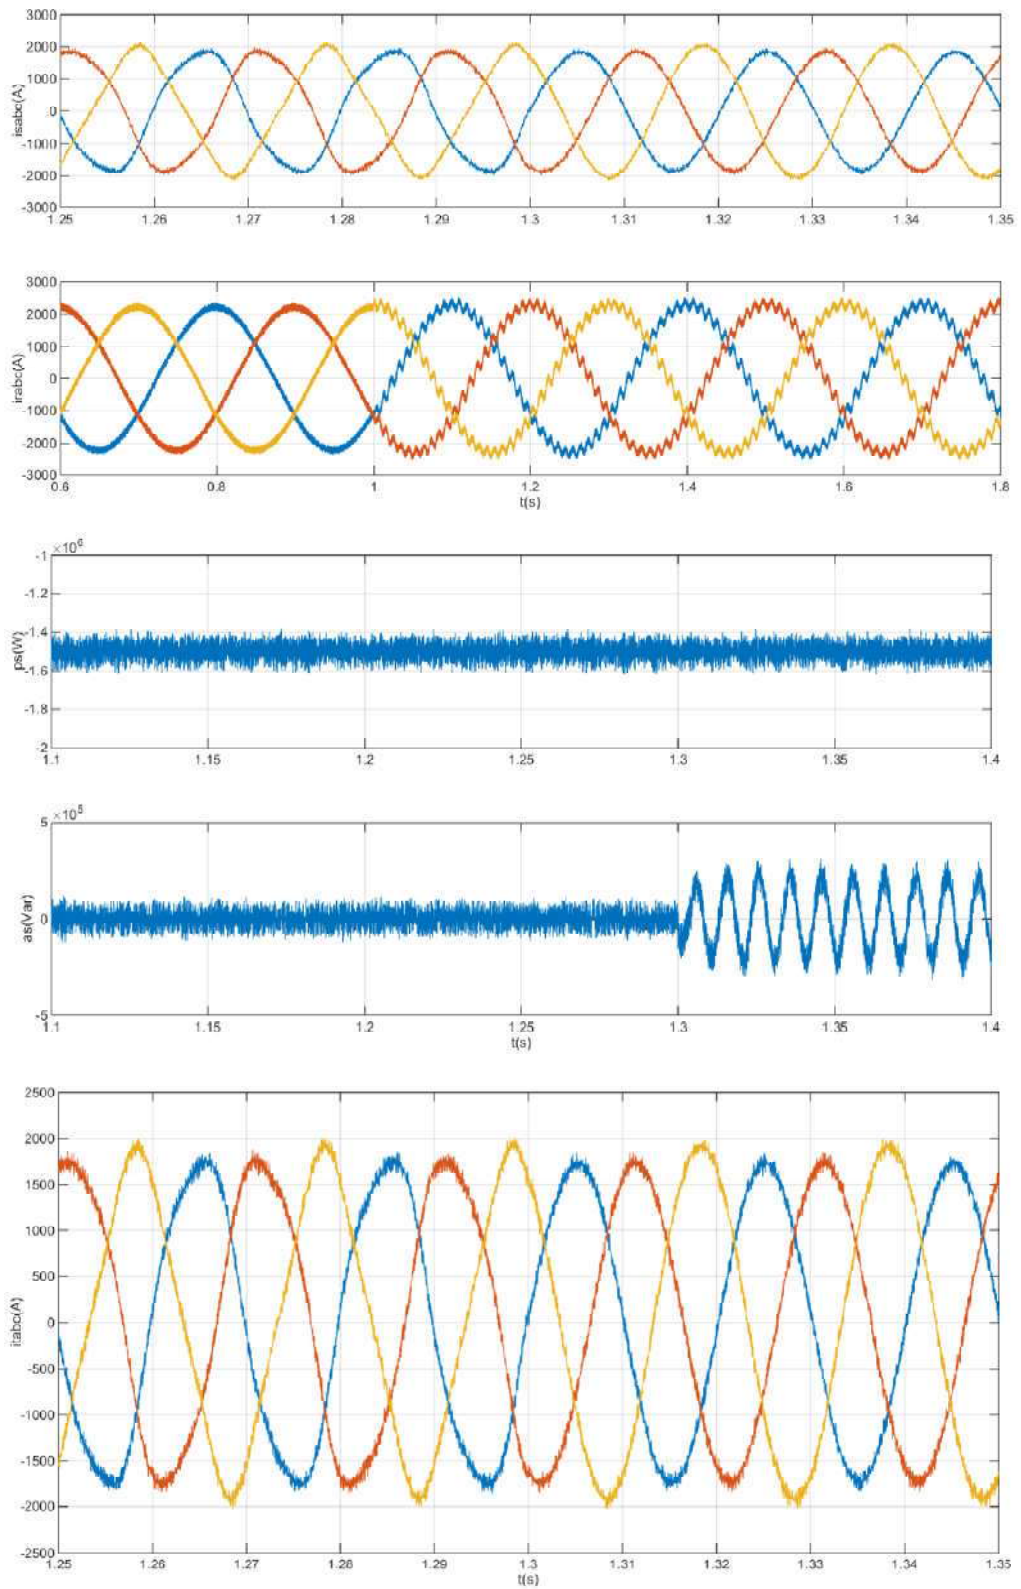 3000
2000
1000
0
-1000
-2000
-3000
isabc(A)
1.25 1.26 1.27 1.28 1.29 1.3 1.31 1.32 1.33 1.34 1.35
3000
2000
1000
0
-1000
-2000
-3000
irabc(A)
0.6 0.8 1 1.2 1.4 1.6 1.8
t(s)
×10⁶
-1
-1.2
-1.4
-1.6
-1.8
-2
ps(W)
1.1 1.15 1.2 1.25 1.3 1.35 1.4
×10⁵
5
0
-5
as(Var)
1.1 1.15 1.2 1.25 1.3 1.35 1.4
t(s)
2500
2000
1500
1000
500
0
-500
-1000
-1500
-2000
-2500
itabc(A)
1.25 1.26 1.27 1.28 1.29 1.3 1.31 1.32 1.33 1.34 1.35
t(s)